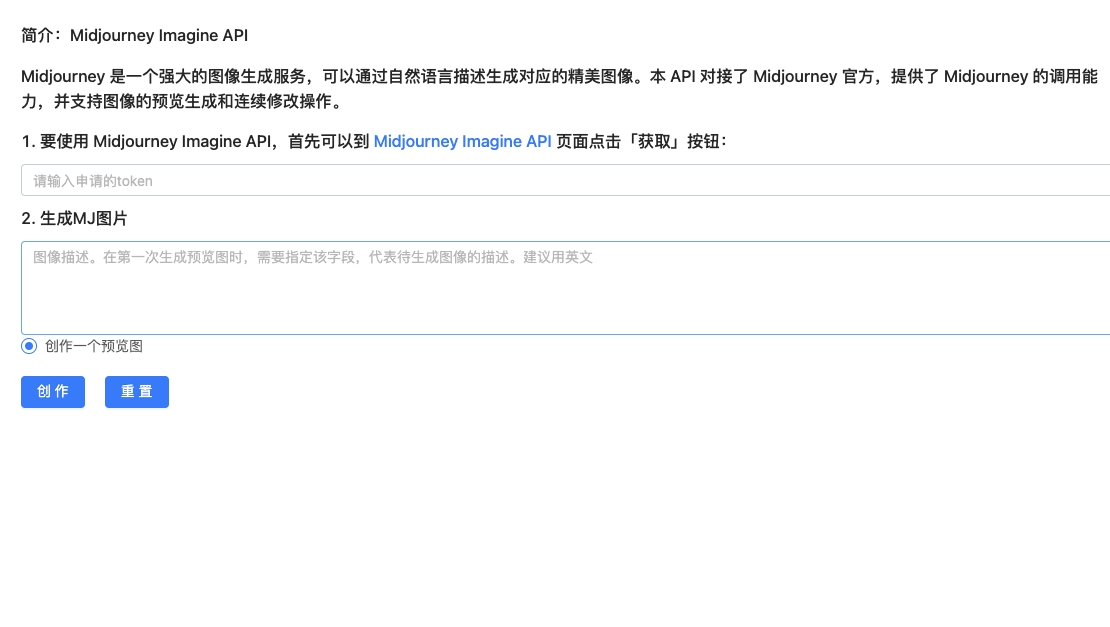 简介：Midjourney Imagine API
Midjourney 是一个强大的图像生成服务，可以通过自然语言描述生成对应的精美图像。本 API 对接了 Midjourney 官方，提供了 Midjourney 的调用能
力，并支持图像的预览生成和连续修改操作。
1. 要使用 Midjourney Imagine API，首先可以到 Midjourney Imagine API 页面点击「获取」按钮：
请输入申请的token
2. 生成MJ图片
图像描述。在第一次生成预览图时，需要指定该字段，代表待生成图像的描述。建议用英文
创作一个预览图
创 作
重 置